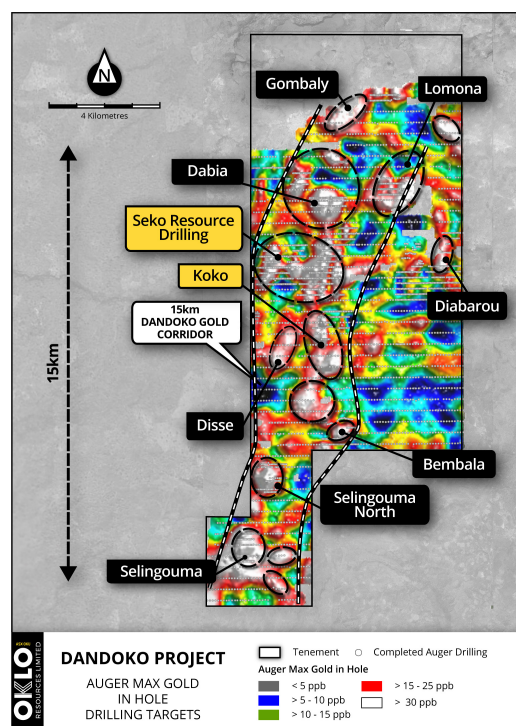 N
4 Kilometres
Gombaly
Lomona
Dabia
Seko Resource
Drilling
Koko
15km
DANDOKO GOLD
CORRIDOR
15km
Diabarou
Disse
Bembala
Selingouma
North
Selingouma
OKLO
RESOURCES LIMITED
DANDOKO PROJECT
AUGER MAX GOLD
IN HOLE
DRILLING TARGETS
Tenement
Completed Auger Drilling
Auger Max Gold in Hole
< 5 ppb
> 5 - 10 ppb
> 10 - 15 ppb
> 15 - 25 ppb
> 30 ppb